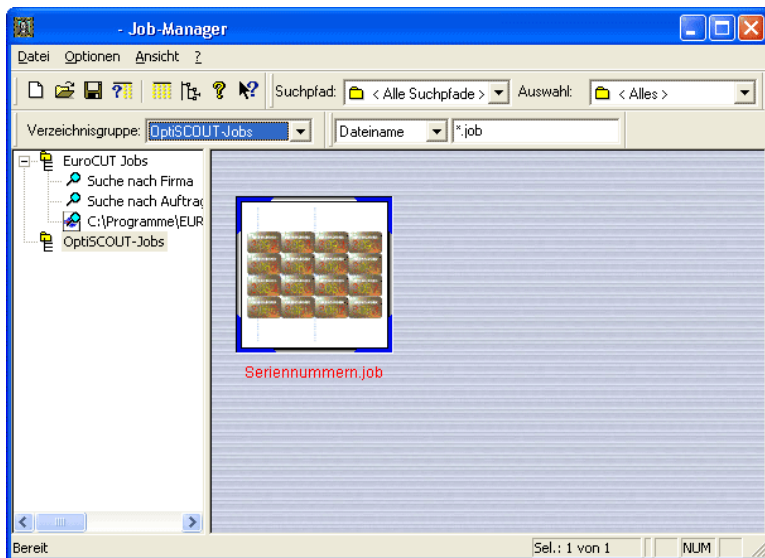 - Job-Manager
Datei Optionen Ansicht ?
Suchpfad: < Alle Suchpfade > Auswahl: < Alles >
Verzeichnisgruppe: OptiSCOUT-Jobs Dateiname *.job
EuroCUT Jobs
Suche nach Firma
Suche nach Auftrag
C:\Programme\EUR
OptiSCOUT-Jobs
Seriennummern.job
Bereit Sel.: 1 von 1 NUM